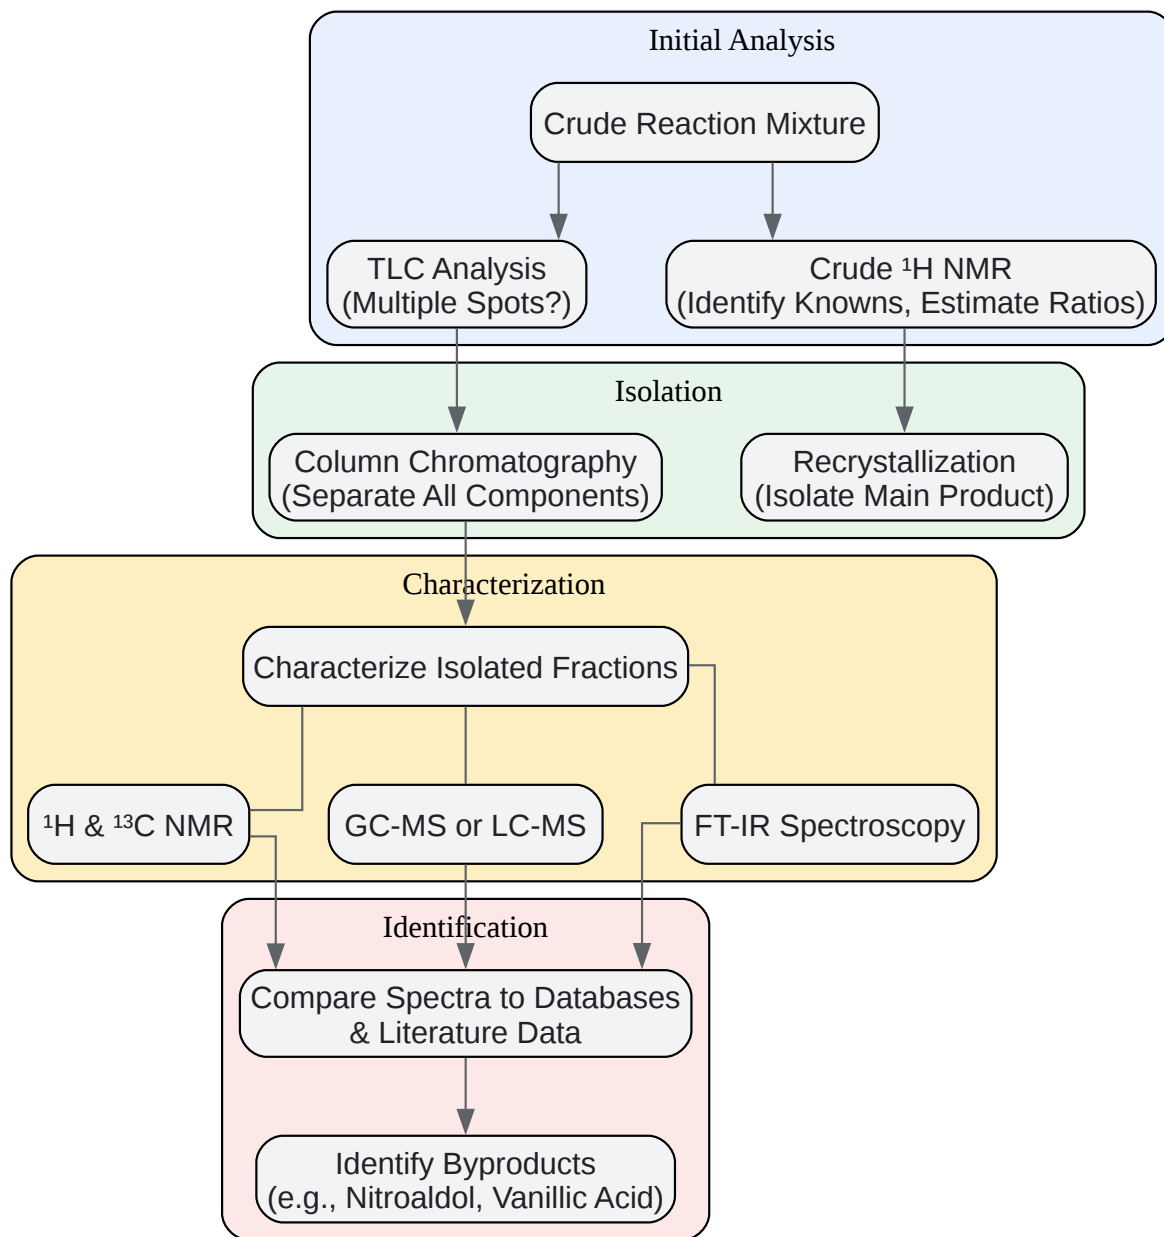 Initial Analysis
Crude Reaction Mixture
TLC Analysis
(Multiple Spots?)
Crude ¹H NMR
(Identify Knowns, Estimate Ratios)
Isolation
Column Chromatography
(Separate All Components)
Recrystallization
(Isolate Main Product)
Characterization
Characterize Isolated Fractions
¹H & ¹³C NMR
GC-MS or LC-MS
FT-IR Spectroscopy
Identification
Compare Spectra to Databases
& Literature Data
Identify Byproducts
(e.g., Nitroaldol, Vanillic Acid)